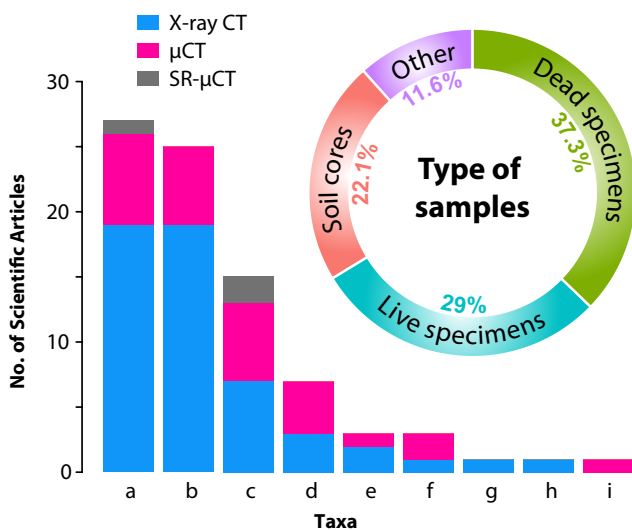 X-ray CT
μCT
SR-μCT
30
20
10
0
No. of Scientific Articles
a b c d e f g h i
Taxa
Type of
samples
Other
11.6%
Dead specimens
37.3%
Soil cores
22.1%
29%
Live specimens